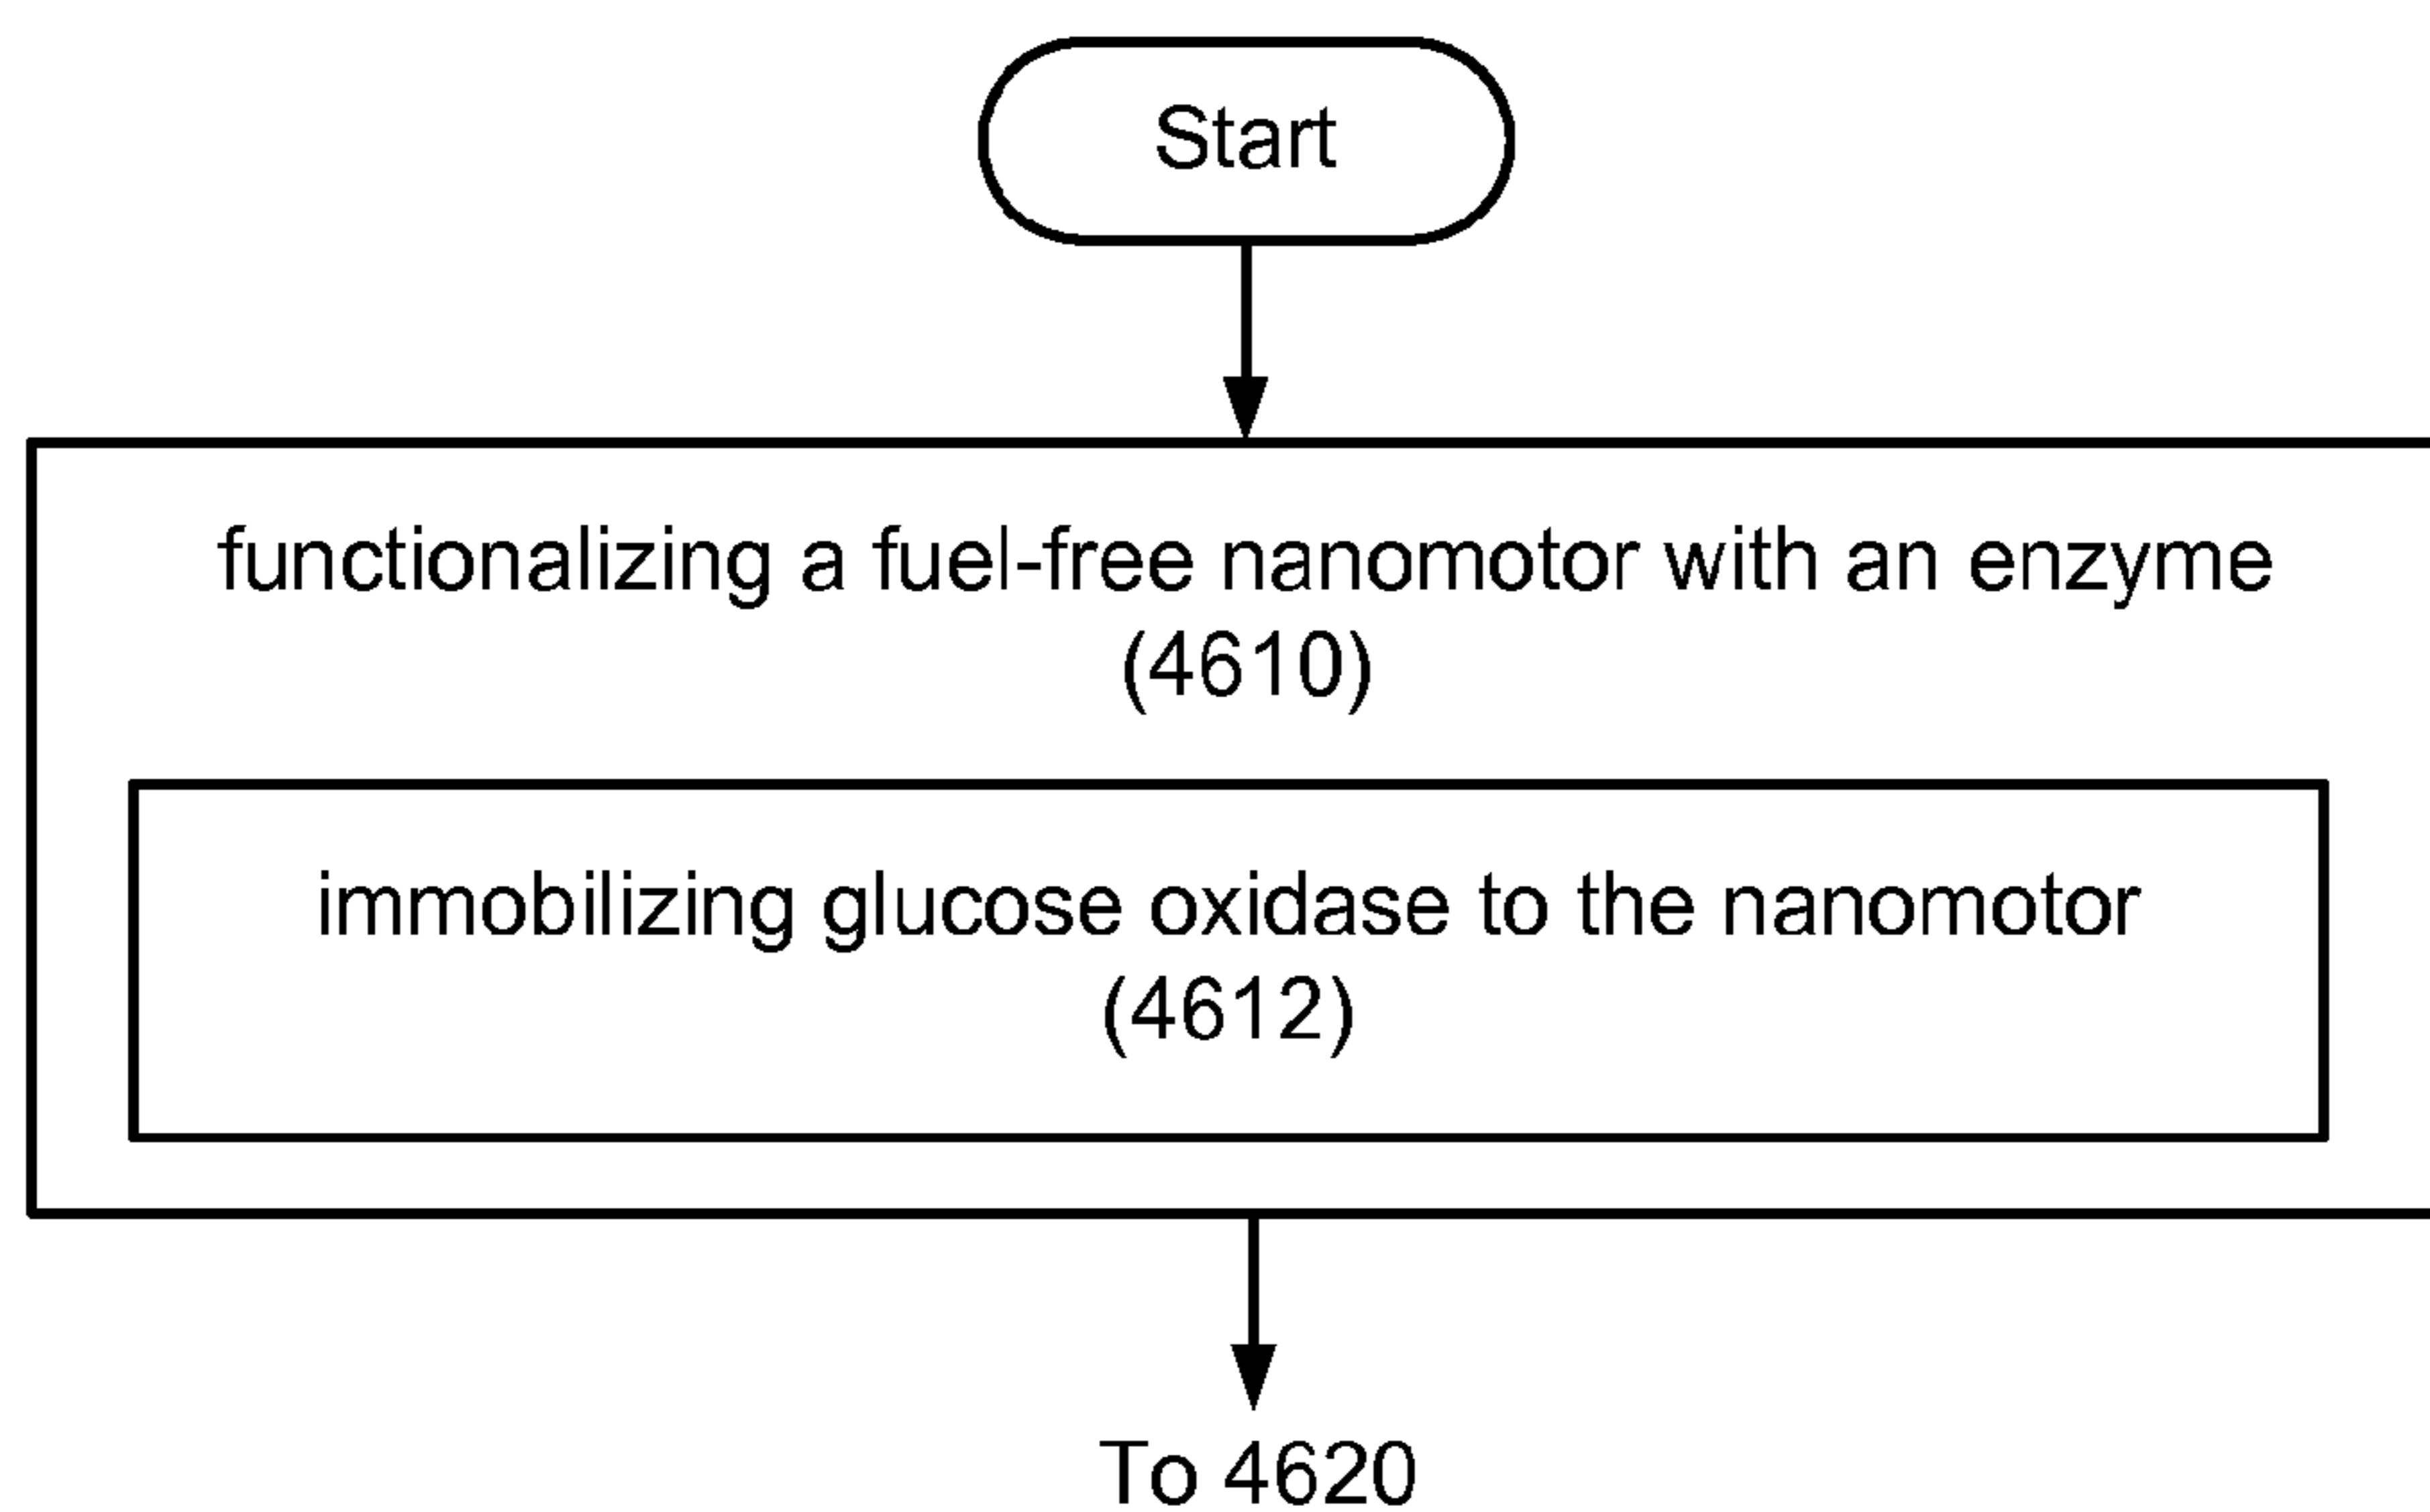 Start
functionalizing a fuel-free nanomotor with an enzyme
(4610)
immobilizing glucose oxidase to the nanomotor
(4612)
To 4620